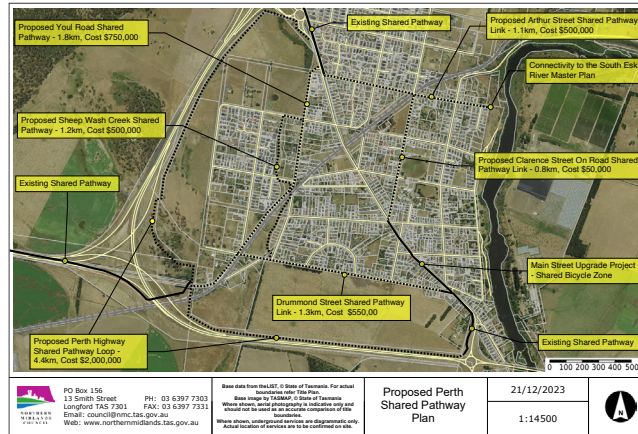 Proposed Youl Road Shared
Pathway - 1.8km, Cost $750,000
Existing Shared Pathway
Proposed Arthur Street Shared Pathway
Link - 1.1km, Cost $500,000
Connectivity to the South Esk
River Master Plan
Proposed Sheep Wash Creek Shared
Pathway - 1.2km, Cost $500,000
Proposed Clarence Street On Road Shared
Pathway Link - 0.8km, Cost $50,000
Existing Shared Pathway
Main Street Upgrade Project
- Shared Bicycle Zone
Drummond Street Shared Pathway
Link - 1.3km, Cost $550,00
Proposed Perth Highway
Shared Pathway Loop -
4.4km, Cost $2,000,000
Existing Shared Pathway
0 100 200 300 400 500
NORTHERN
MIDLANDS
COUNCIL
PO Box 156
13 Smith Street PH: 03 6397 7303
Longford TAS 7301 FAX: 03 6397 7331
Email: council@nmc.tas.gov.au
Web: www.northernmidlands.tas.gov.au
Base data from theLIST, © State of Tasmania. For actual
boundaries refer Title Plan.
Base image by TASMAP, © State of Tasmania
Where shown, aerial photography is indicative only and
should not be used as an accurate comparison of title
boundaries.
Where shown, underground services are diagrammatic only.
Actual location of services are to be confirmed on site.
Proposed Perth
Shared Pathway
Plan
21/12/2023
1:14500
N